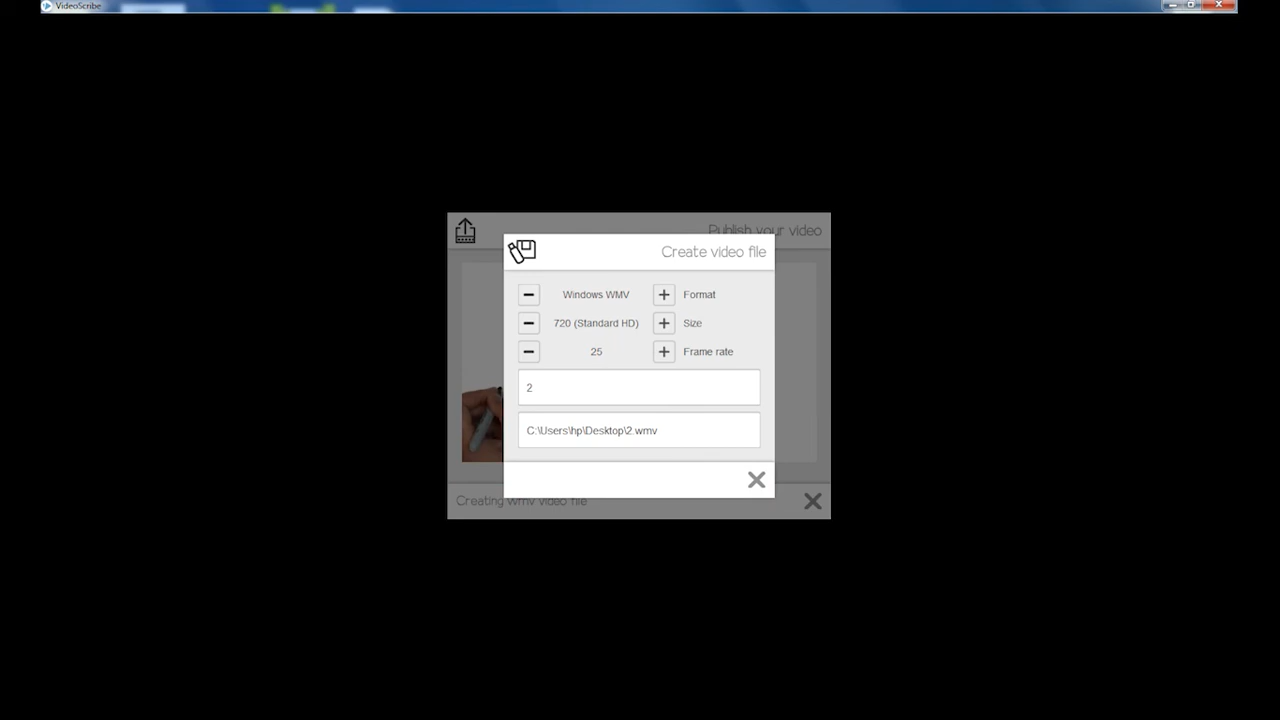 VideoScribe
Publish your video
Create video file
Windows WMV Format
720 (Standard HD) Size
25 Frame rate
2
C:\Users\hp\Desktop\2.wmv
Creating wmv video file